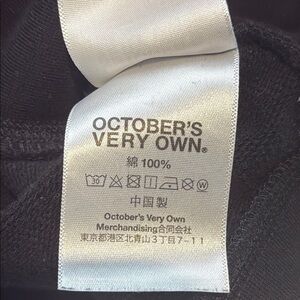 OCTOBER'S
VERY OWN®
綿 100%
30 W
中国製
October's Very Own
Merchandising合同会社
東京都港区北青山3丁目7-11